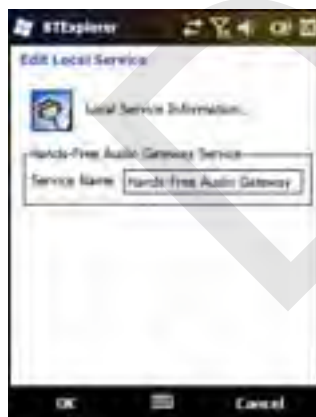 BTExplorer
Edit Local Service
Local Service Information...
Hands-Free Audio Gateway Service
Service Name Hands-Free Audio Gateway
OK Cancel